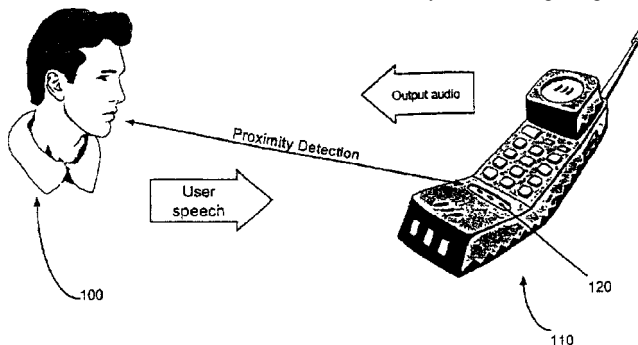 Output audio
Proximity Detection
User
speech
100
120
110